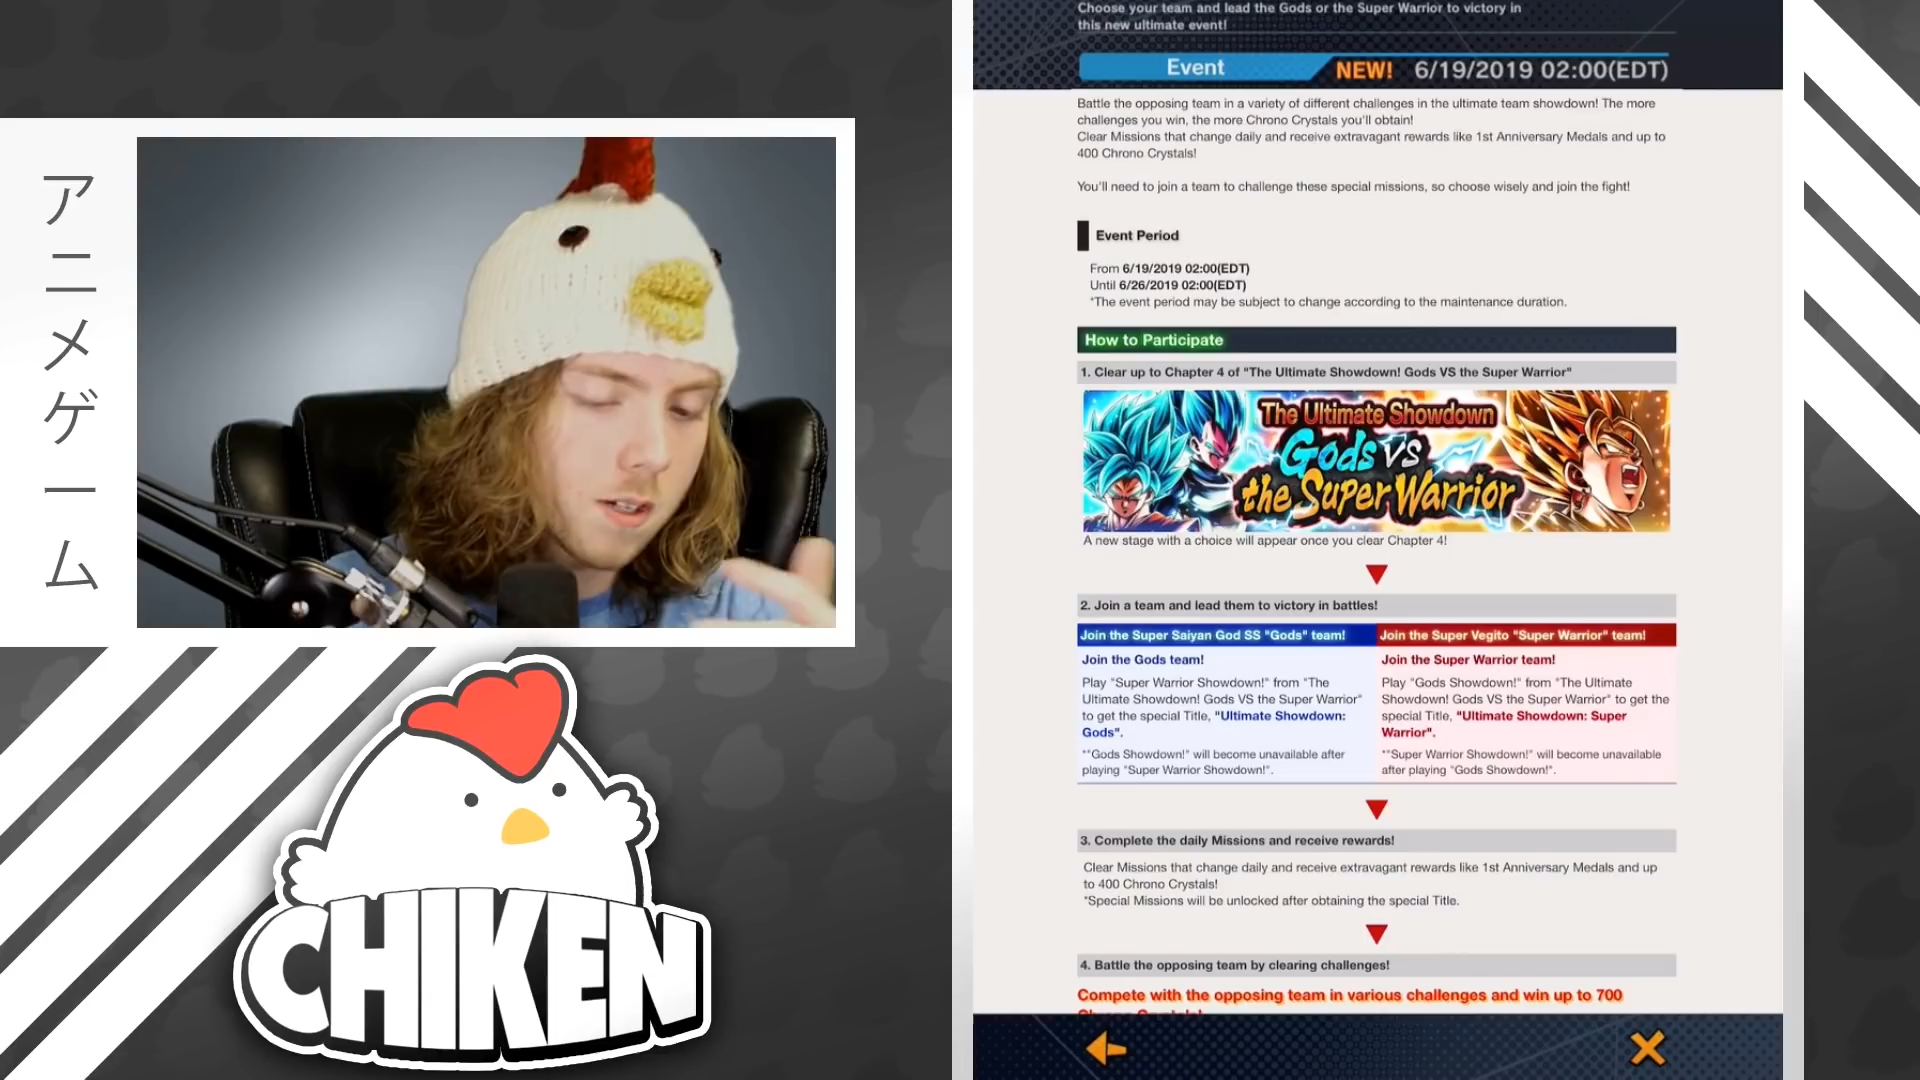 アニメゲーム
CHIKEN
Choose your team and lead the Gods or the Super Warrior to victory in
this new ultimate event!
Event NEW! 6/19/2019 02:00(EDT)
Battle the opposing team in a variety of different challenges in the ultimate team showdown! The more
challenges you win, the more Chrono Crystals you'll obtain!
Clear Missions that change daily and receive extravagant rewards like 1st Anniversary Medals and up to
400 Chrono Crystals!
You'll need to join a team to challenge these special missions, so choose wisely and join the fight!
Event Period
From 6/19/2019 02:00(EDT)
Until 6/26/2019 02:00(EDT)
*The event period may be subject to change according to the maintenance duration.
How to Participate
1. Clear up to Chapter 4 of "The Ultimate Showdown! Gods VS the Super Warrior"
The Ultimate Showdown
Gods VS
the Super Warrior
A new stage with a choice will appear once you clear Chapter 4!
2. Join a team and lead them to victory in battles!
Join the Super Saiyan God SS "Gods" team!
Join the Gods team!
Play "Super Warrior Showdown!" from "The
Ultimate Showdown! Gods VS the Super Warrior"
to get the special Title, "Ultimate Showdown:
Gods".
*"Gods Showdown!" will become unavailable after
playing "Super Warrior Showdown!".
Join the Super Vegito "Super Warrior" team!
Join the Super Warrior team!
Play "Gods Showdown!" from "The Ultimate
Showdown! Gods VS the Super Warrior" to get the
special Title, "Ultimate Showdown: Super
Warrior".
*"Super Warrior Showdown!" will become unavailable
after playing "Gods Showdown!".
3. Complete the daily Missions and receive rewards!
Clear Missions that change daily and receive extravagant rewards like 1st Anniversary Medals and up
to 400 Chrono Crystals!
*Special Missions will be unlocked after obtaining the special Title.
4. Battle the opposing team by clearing challenges!
Compete with the opposing team in various challenges and win up to 700